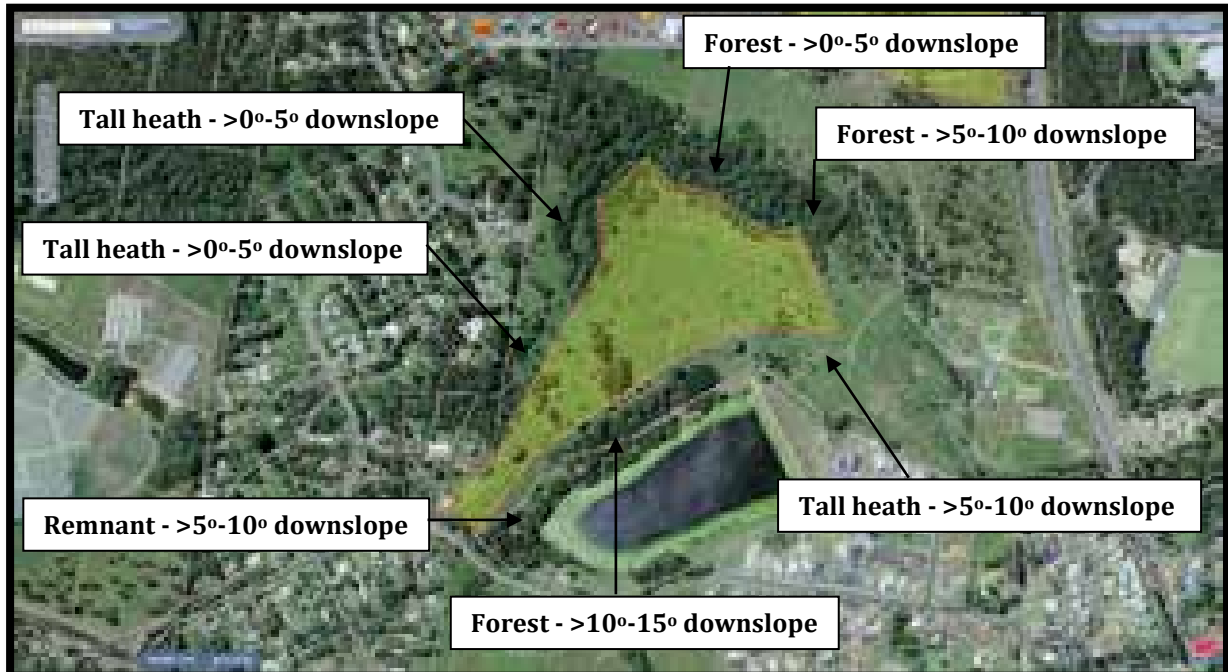 Forest - >0º-5º downslope
Tall heath - >0º-5º downslope
Forest - >5º-10º downslope
Tall heath - >0º-5º downslope
Remnant - >5º-10º downslope
Tall heath - >5º-10º downslope
Forest - >10º-15º downslope